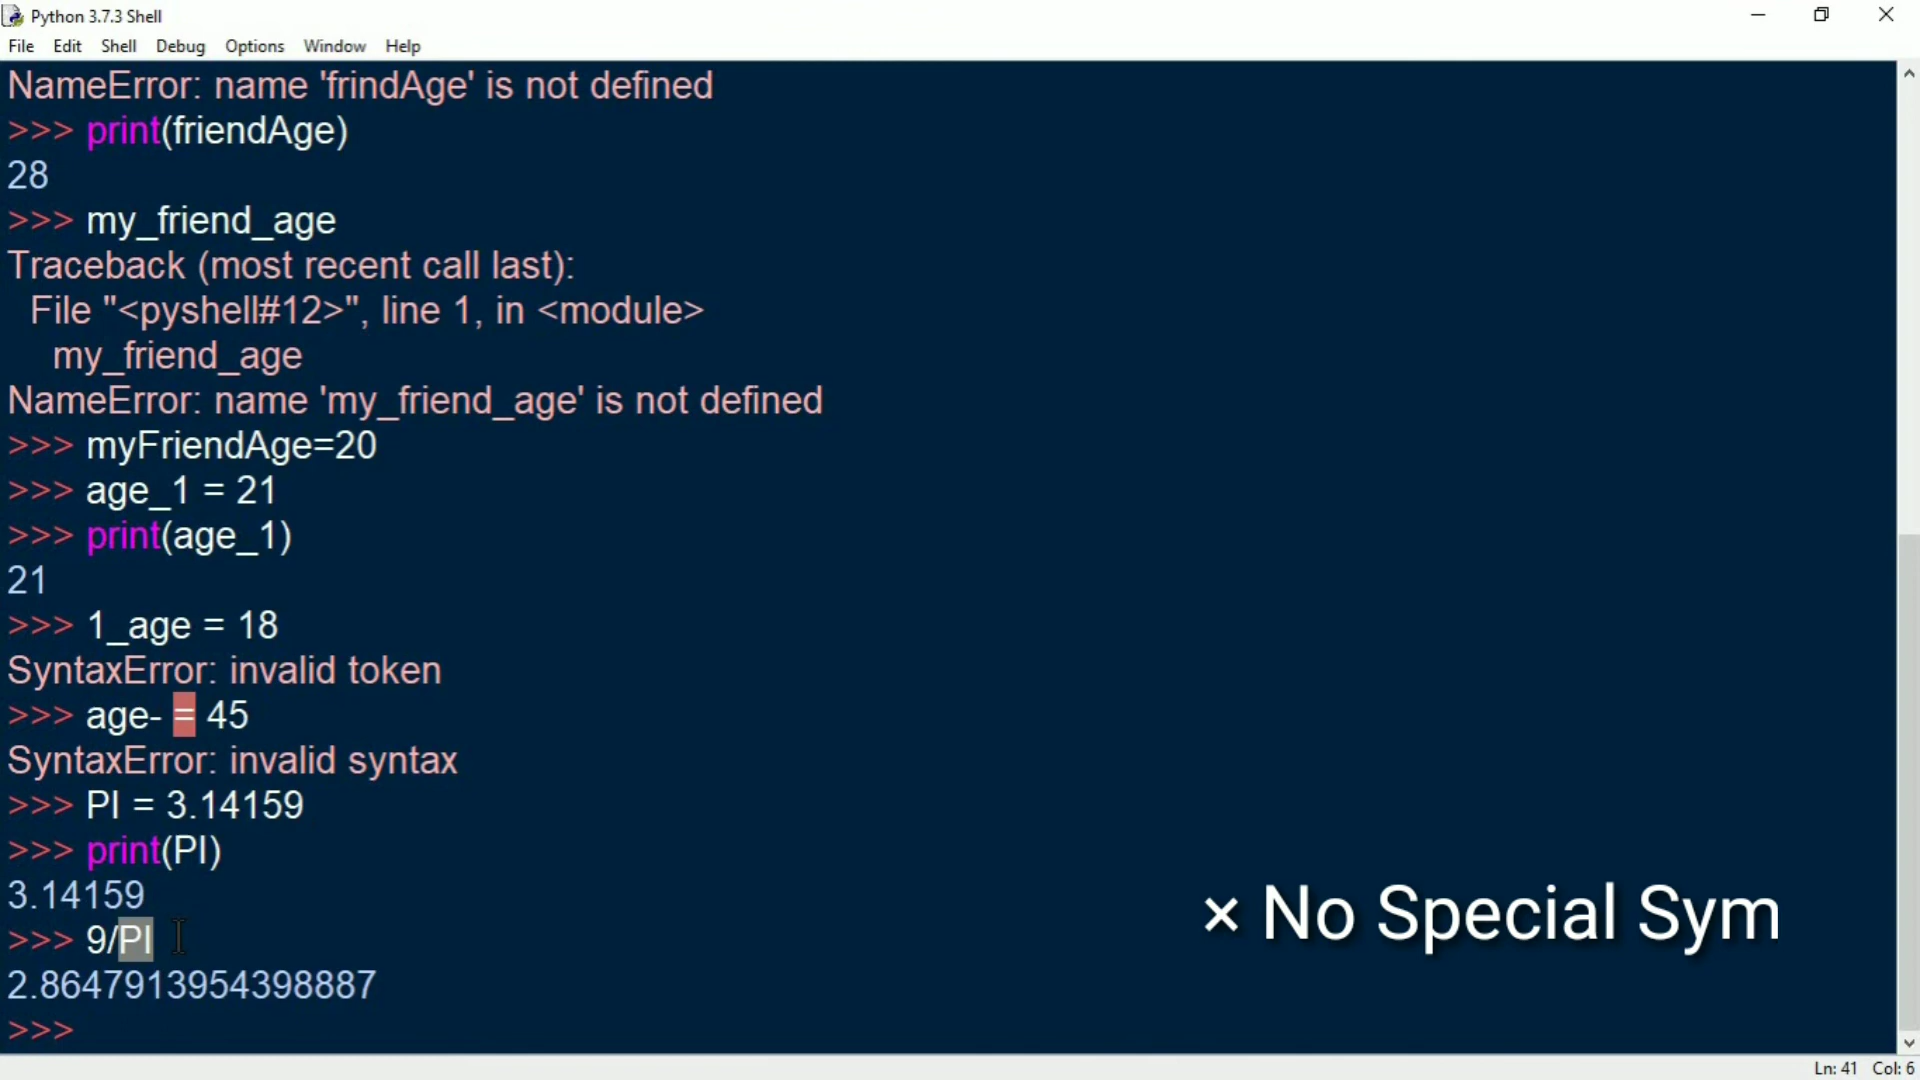 Python 3.7.3 Shell
File Edit Shell Debug Options Window Help
NameError: name 'frindAge' is not defined
>>> print(friendAge)
28
>>> my_friend_age
Traceback (most recent call last):
  File "<pyshell#12>", line 1, in <module>
    my_friend_age
NameError: name 'my_friend_age' is not defined
>>> myFriendAge=20
>>> age_1 = 21
>>> print(age_1)
21
>>> 1_age = 18
SyntaxError: invalid token
>>> age- = 45
SyntaxError: invalid syntax
>>> PI = 3.14159
>>> print(PI)
3.14159
>>> 9/PI
2.8647913954398887
>>>
× No Special Sym
Ln: 41 Col: 6